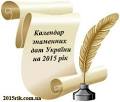 Календар
знаменних
дат України
на 2015 рік
2015rik.com.ua